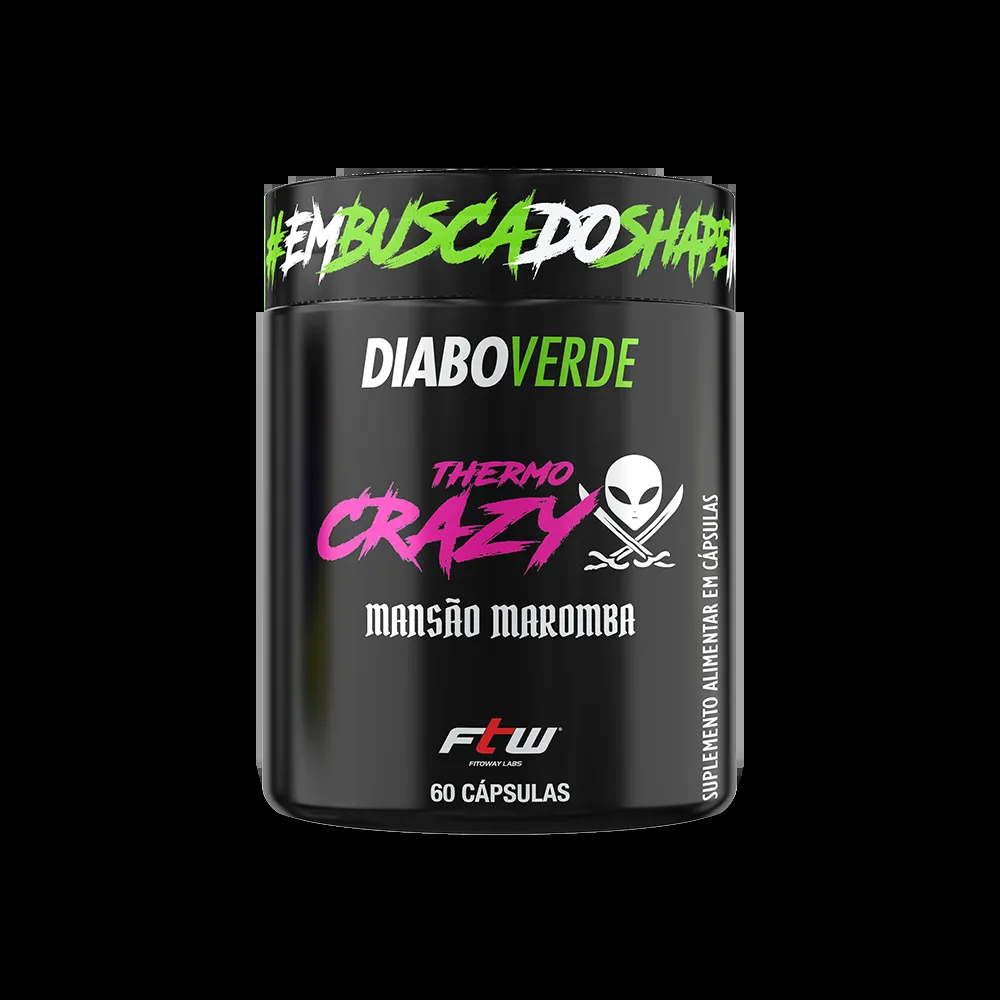 #EMBUSCADOSHAPE
DIABOVERDE
THERMO
CRAZY
MANSÃO MAROMBA
FTW®
FITOWAY LABS
60 CÁPSULAS
SUPLEMENTO ALIMENTAR EM CÁPSULAS